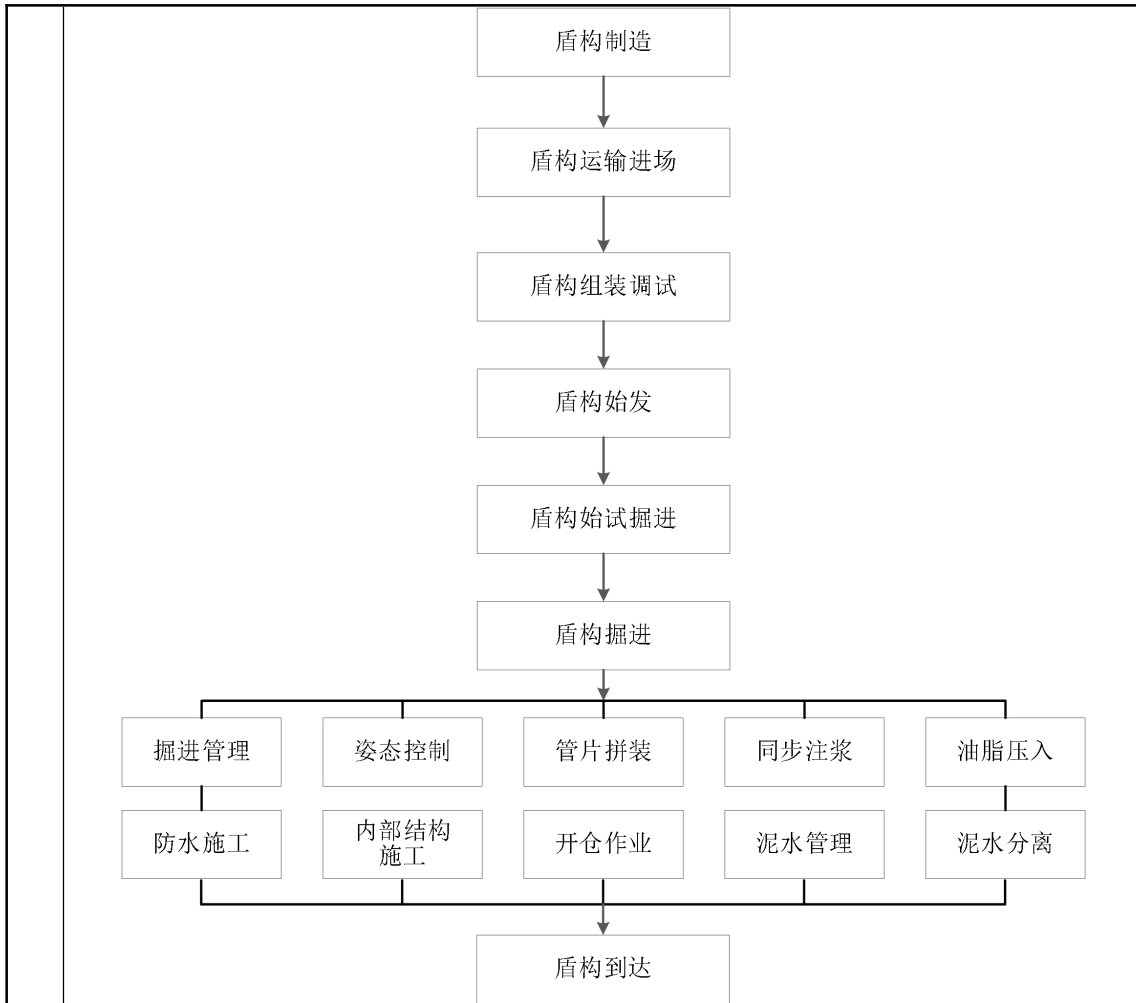 盾构制造
盾构运输进场
盾构组装调试
盾构始发
盾构始试掘进
盾构掘进
掘进管理
姿态控制
管片拼装
同步注浆
油脂压入
防水施工
内部结构
施工
开仓作业
泥水管理
泥水分离
盾构到达